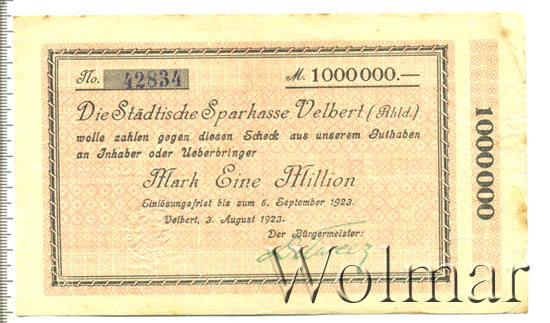 No. 42834 M. 1000000.—
Die Städtische Sparkasse Velbert (Rhld.)
wolle zahlen gegen diesen Scheck aus unserem Guthaben
an Inhaber oder Ueberbringer
Mark Eine Million
Einlösungsfrist bis zum 5. September 1923.
Velbert, 3. August 1923.
Der Bürgermeister:
1000000
Wolmar